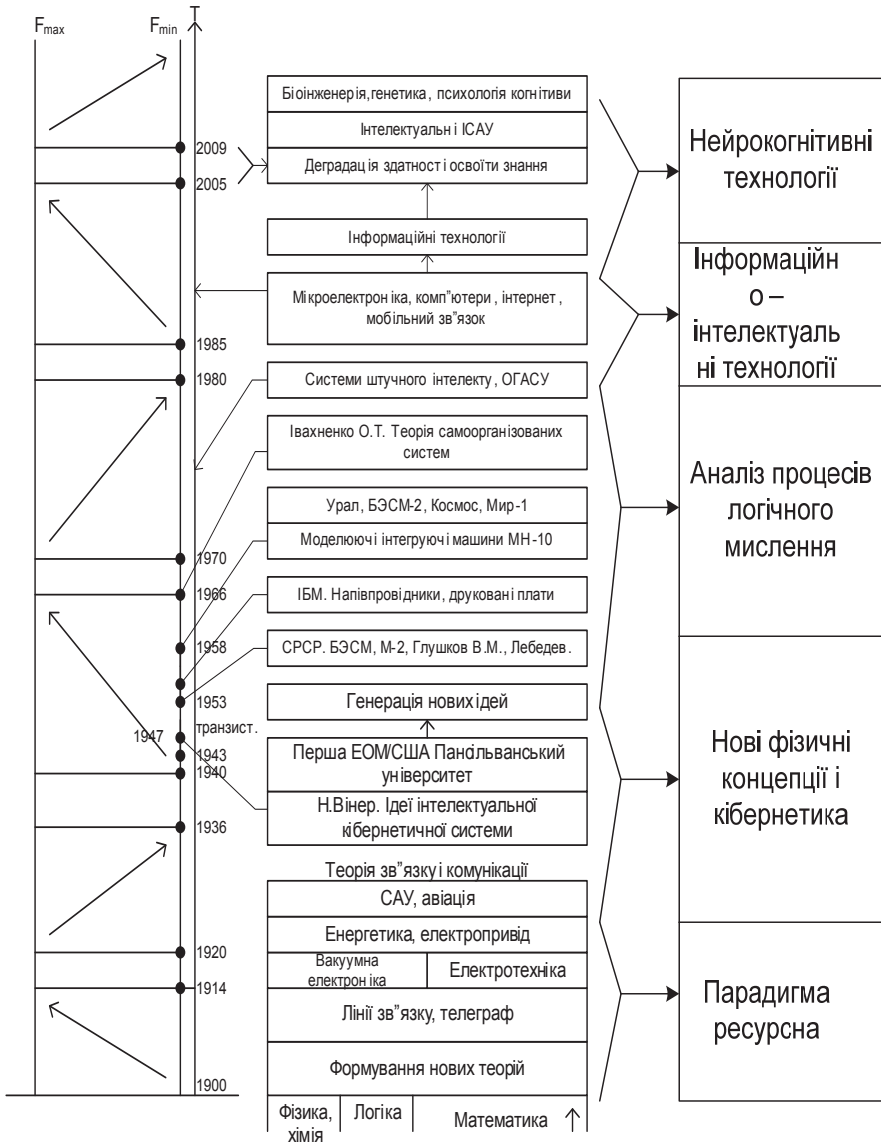 F_max
F_min
T
2009
2005
1985
1980
1970
1966
1958
1953
транзист.
1947
1943
1940
1936
1920
1914
1900
Біоінженерія,генетика, психологія когнітиви
Інтелектуальні ІСАУ
Деградація здатності освоїти знання
Інформаційні технології
Мікроелектроніка, комп"ютери, інтернет,
мобільний зв"язок
Системи штучного інтелекту, ОГАСУ
Івахненко О.Т. Теорія самоорганізованих
систем
Урал, БЭСМ-2, Космос, Мир-1
Моделюючі інтегруючі машини МН-10
ІБМ. Напівпровідники, друковані плати
СРСР. БЭСМ, М-2, Глушков В.М., Лебедев.
Генерація нових ідей
Перша ЕОМ/США Пансільванський
університет
Н.Вінер. Ідеї інтелектуальної
кібернетичної системи
Теорія зв"язку і комунікації
САУ, авіація
Енергетика, електропривід
Вакуумна
електроніка
Електротехніка
Лінії зв"язку, телеграф
Формування нових теорій
Фізика,
хімія
Логіка
Математика
Нейрокогнітивні
технології
Інформаційн
о –
інтелектуаль
ні технології
Аналіз процесів
логічного
мислення
Нові фізичні
концепції і
кібернетика
Парадигма
ресурсна